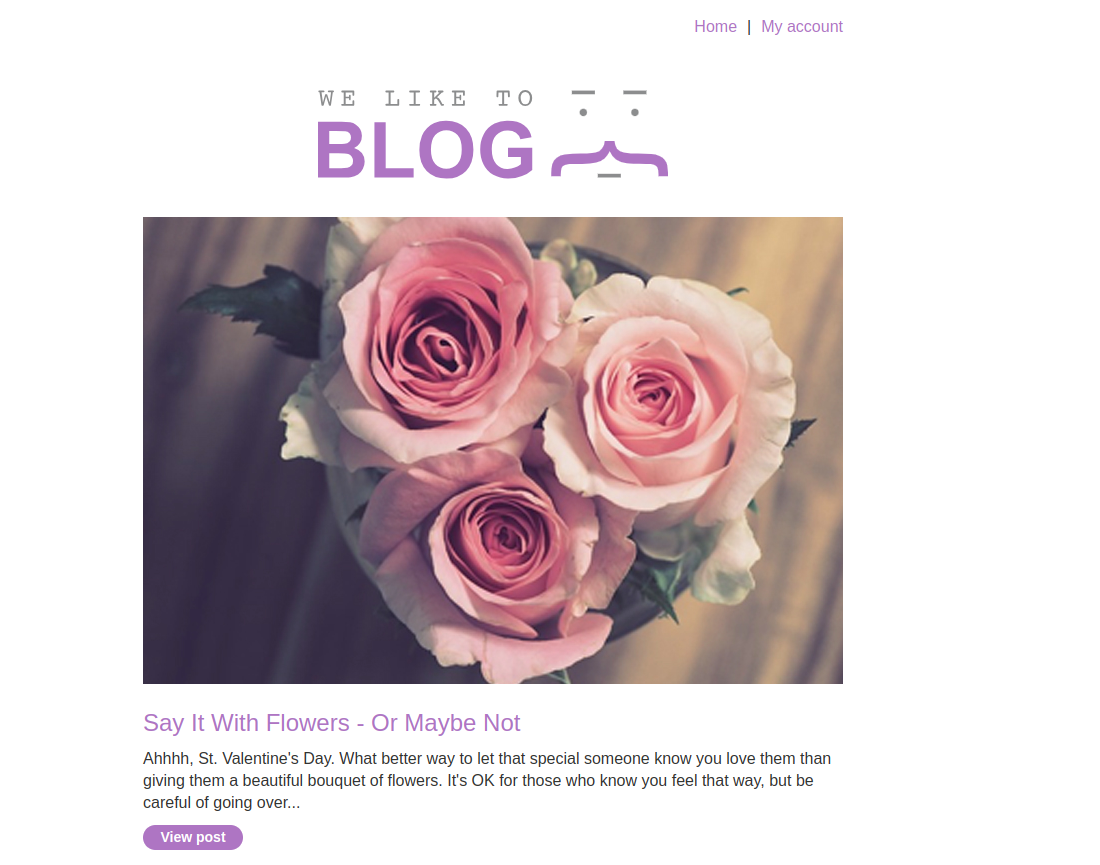 Home | My account
WE LIKE TO
BLOG
Say It With Flowers - Or Maybe Not
Ahhhh, St. Valentine's Day. What better way to let that special someone know you love them than
giving them a beautiful bouquet of flowers. It's OK for those who know you feel that way, but be
careful of going over...
View post